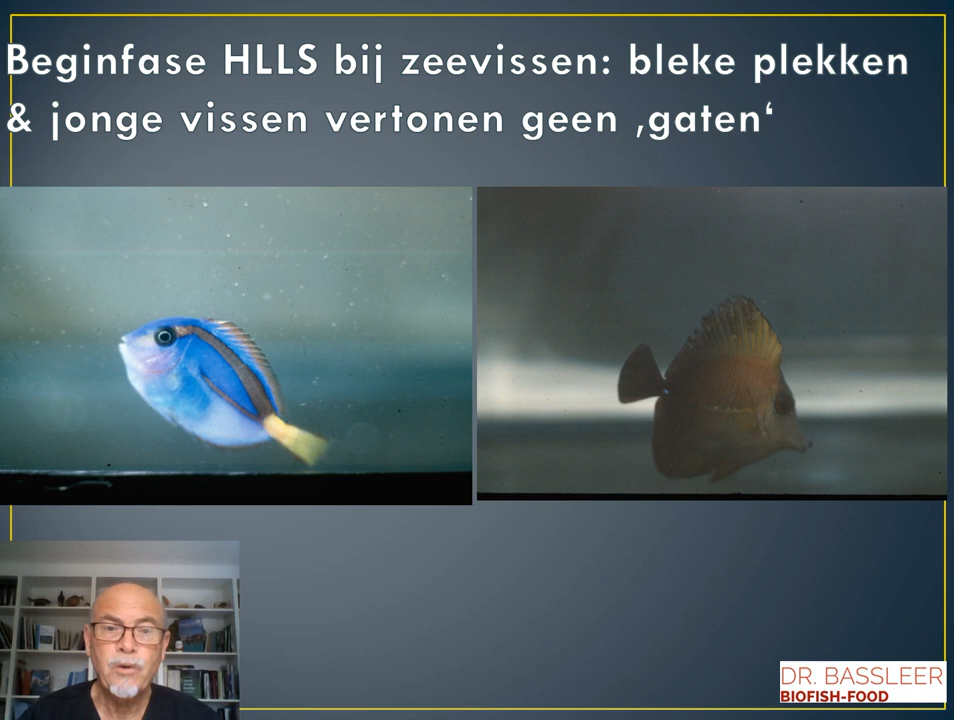 Beginfase HLLS bij zeevissen: bleke plekken
& jonge vissen vertonen geen ‚gaten‘
DR. BASSLEER
BIOFISH-FOOD